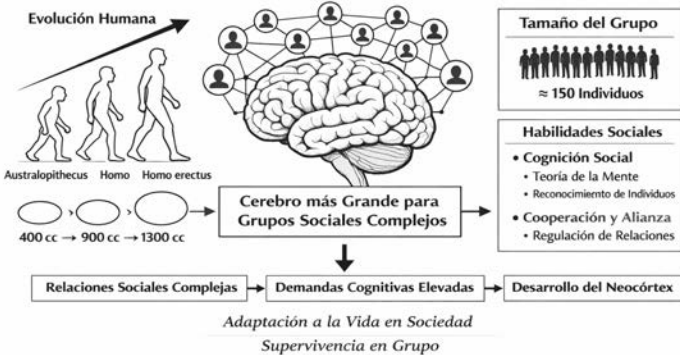 Evolución Humana
Australopithecus Homo Homo erectus
400 cc → 900 cc → 1300 cc
Cerebro más Grande para
Grupos Sociales Complejos
Tamaño del Grupo
≈ 150 Individuos
Habilidades Sociales
• Cognición Social
• Teoría de la Mente
• Reconocimiento de Individuos
• Cooperación y Alianza
• Regulación de Relaciones
Relaciones Sociales Complejas
Demandas Cognitivas Elevadas
Desarrollo del Neocórtex
Adaptación a la Vida en Sociedad
Supervivencia en Grupo